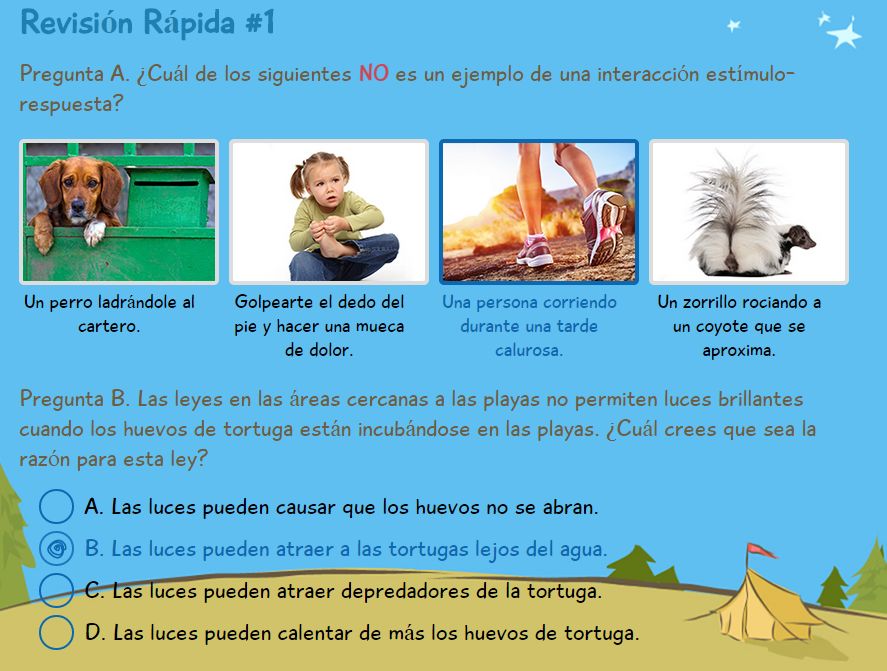 Revisión Rápida #1
Pregunta A. ¿Cuál de los siguientes NO es un ejemplo de una interacción estímulo-
respuesta?
Un perro ladrándole al
cartero.
Golpearte el dedo del
pie y hacer una mueca
de dolor.
Una persona corriendo
durante una tarde
calurosa.
Un zorrillo rociando a
un coyote que se
aproxima.
Pregunta B. Las leyes en las áreas cercanas a las playas no permiten luces brillantes
cuando los huevos de tortuga están incubándose en las playas. ¿Cuál crees que sea la
razón para esta ley?
A. Las luces pueden causar que los huevos no se abran.
B. Las luces pueden atraer a las tortugas lejos del agua.
C. Las luces pueden atraer depredadores de la tortuga.
D. Las luces pueden calentar de más los huevos de tortuga.